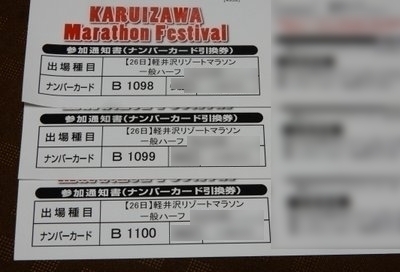 KARUIZAWA
Marathon Festival
参加通知書(ナンバーカード引換券)
出場種目 【26日】軽井沢リゾートマラソン
一般ハーフ
ナンバーカード B 1098
参加通知書(ナンバーカード引換券)
出場種目 【26日】軽井沢リゾートマラソン
一般ハーフ
ナンバーカード B 1099
参加通知書(ナンバーカード引換券)
出場種目 【26日】軽井沢リゾートマラソン
一般ハーフ
ナンバーカード B 1100